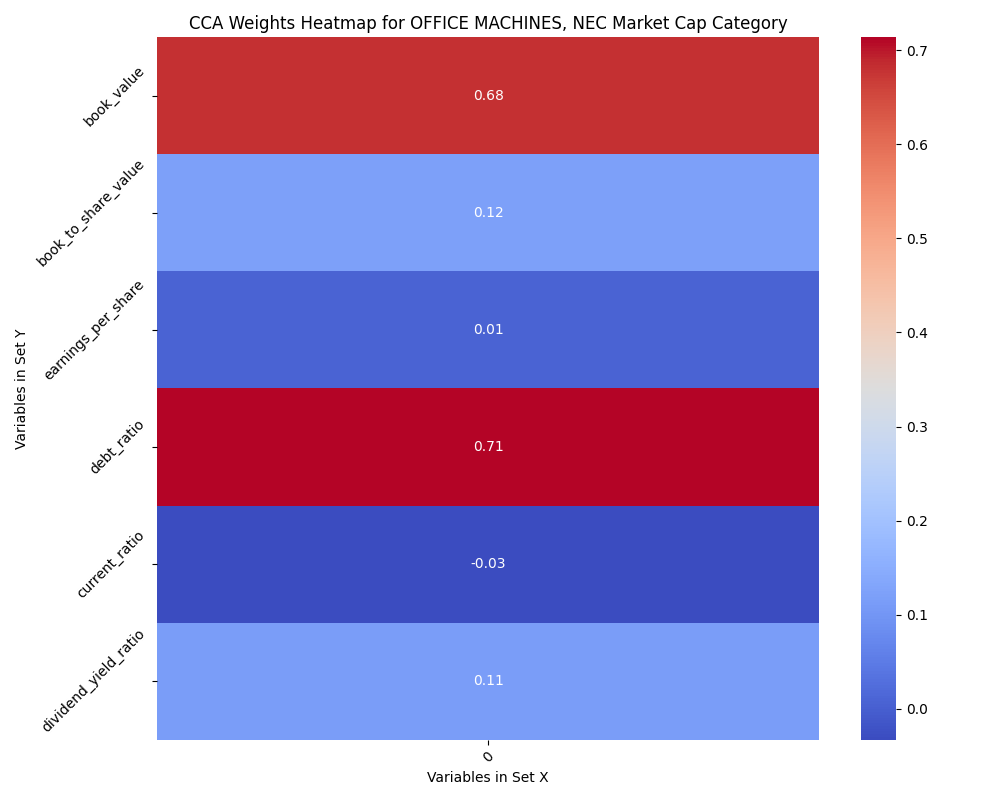 CCA Weights Heatmap for OFFICE MACHINES, NEC Market Cap Category
Variables in Set Y
book_value
0.68
book_to_share_value
0.12
earnings_per_share
0.01
debt_ratio
0.71
current_ratio
-0.03
dividend_yield_ratio
0.11
0
Variables in Set X
0.7
0.6
0.5
0.4
0.3
0.2
0.1
0.0